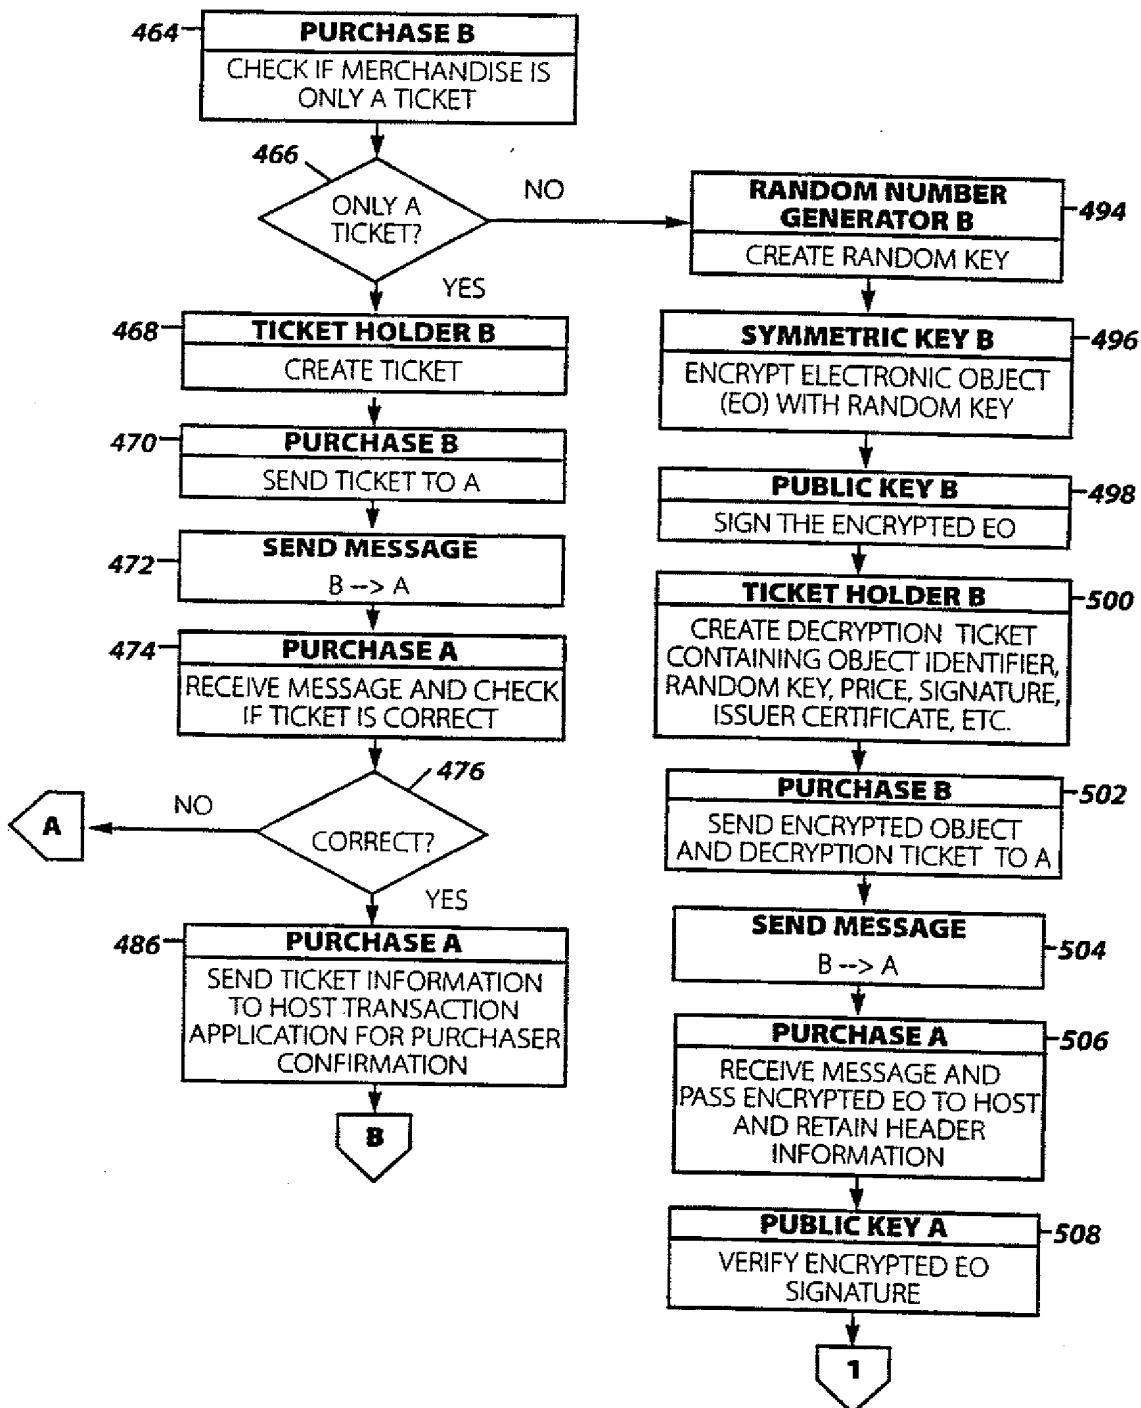 464
PURCHASE B
CHECK IF MERCHANDISE IS
ONLY A TICKET
466
ONLY A
TICKET?
NO
YES
468
TICKET HOLDER B
CREATE TICKET
470
PURCHASE B
SEND TICKET TO A
472
SEND MESSAGE
B --> A
474
PURCHASE A
RECEIVE MESSAGE AND CHECK
IF TICKET IS CORRECT
476
CORRECT?
NO
A
YES
486
PURCHASE A
SEND TICKET INFORMATION
TO HOST TRANSACTION
APPLICATION FOR PURCHASER
CONFIRMATION
B
RANDOM NUMBER
GENERATOR B
494
CREATE RANDOM KEY
SYMMETRIC KEY B
496
ENCRYPT ELECTRONIC OBJECT
(EO) WITH RANDOM KEY
PUBLIC KEY B
498
SIGN THE ENCRYPTED EO
TICKET HOLDER B
500
CREATE DECRYPTION TICKET
CONTAINING OBJECT IDENTIFIER,
RANDOM KEY, PRICE, SIGNATURE,
ISSUER CERTIFICATE, ETC.
PURCHASE B
502
SEND ENCRYPTED OBJECT
AND DECRYPTION TICKET TO A
SEND MESSAGE
504
B --> A
PURCHASE A
506
RECEIVE MESSAGE AND
PASS ENCRYPTED EO TO HOST
AND RETAIN HEADER
INFORMATION
PUBLIC KEY A
508
VERIFY ENCRYPTED EO
SIGNATURE
1